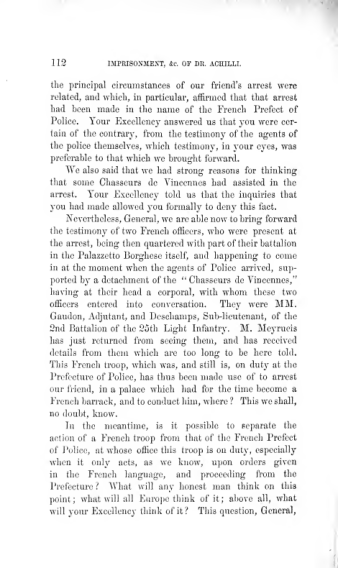 112 IMPRISONMENT, &c. OF DR. ACHILLI.
the principal circumstances of our friend's arrest were
related, and which, in particular, affirmed that that arrest
had been made in the name of the French Prefect of
Police. Your Excellency answered us that you were cer-
tain of the contrary, from the testimony of the agents of
the police themselves, which testimony, in your eyes, was
preferable to that which we brought forward.
We also said that we had strong reasons for thinking
that some Chasseurs de Vincennes had assisted in the
arrest. Your Excellency told us that the inquiries that
you had made allowed you formally to deny this fact.
Nevertheless, General, we are able now to bring forward
the testimony of two French officers, who were present at
the arrest, being then quartered with part of their battalion
in the Palazzetto Borghese itself, and happening to come
in at the moment when the agents of Police arrived, sup-
ported by a detachment of the "Chasseurs de Vincennes,"
having at their head a corporal, with whom these two
officers entered into conversation. They were MM.
Gaudon, Adjutant, and Deschamps, Sub-lieutenant, of the
2nd Battalion of the 25th Light Infantry. M. Meyrueis
has just returned from seeing them, and has received
details from them which are too long to be here told.
This French troop, which was, and still is, on duty at the
Prefecture of Police, has thus been made use of to arrest
our friend, in a palace which had for the time become a
French barrack, and to conduct him, where? This we shall,
no doubt, know.
In the meantime, is it possible to separate the
action of a French troop from that of the French Prefect
of Police, at whose office this troop is on duty, especially
when it only acts, as we know, upon orders given
in the French language, and proceeding from the
Prefecture? What will any honest man think on this
point; what will all Europe think of it; above all, what
will your Excellency think of it? This question, General,